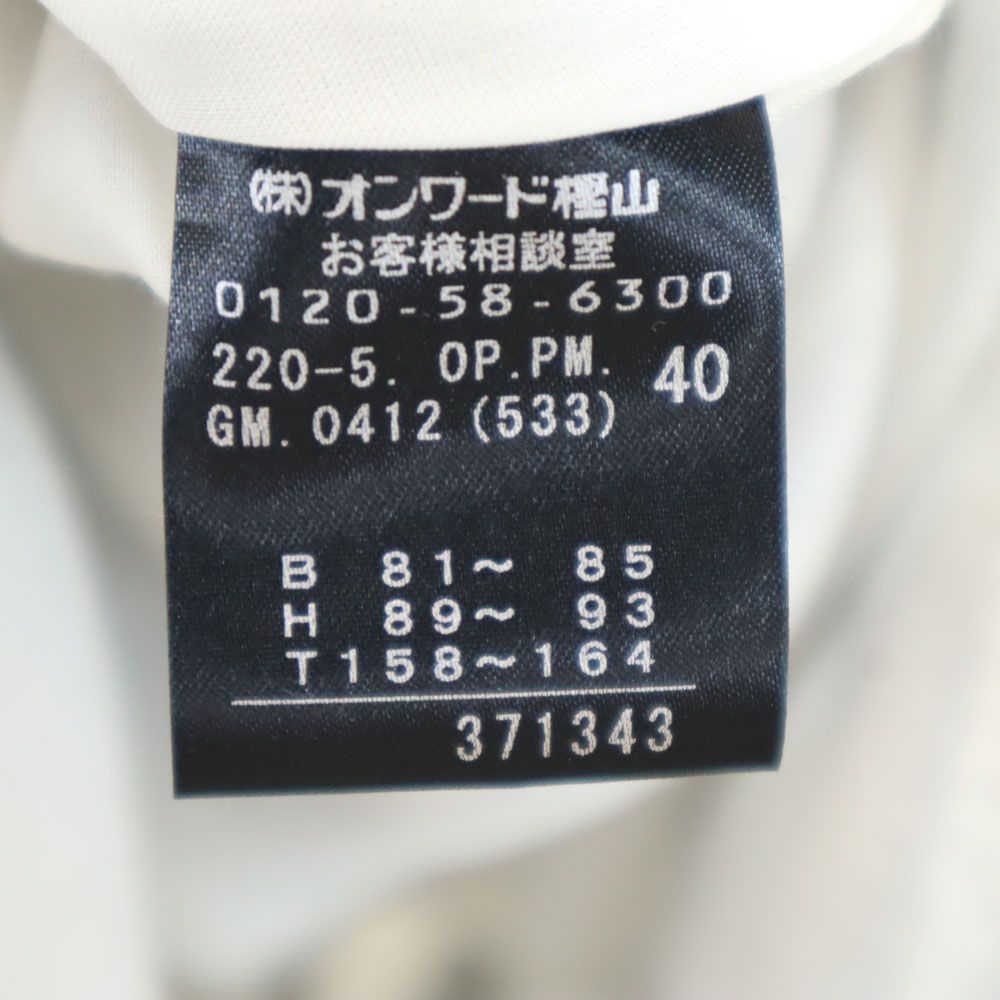 (株)オンワード樫山
お客様相談室
0120-58-6300
220-5. OP.PM. 40
GM. 0412 (533)
B 81~ 85
H 89~ 93
T158~164
371343